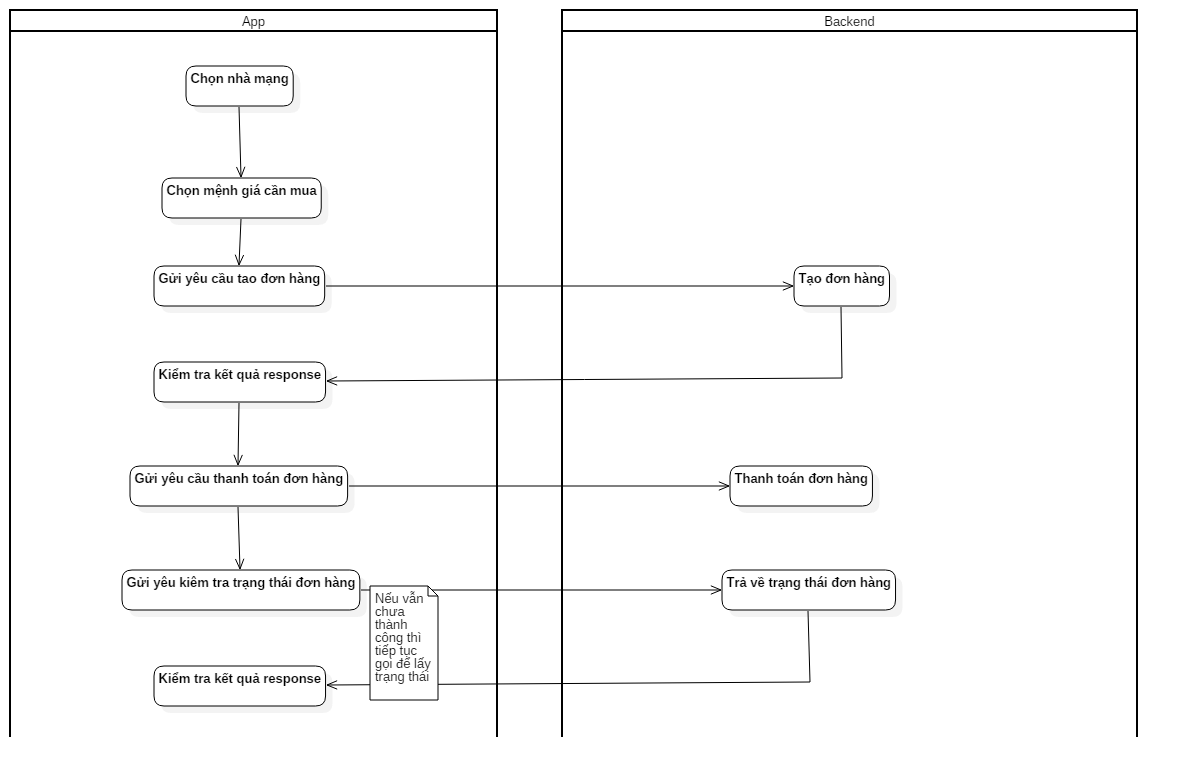 App
Backend
Chọn nhà mạng
Chọn mệnh giá cần mua
Gửi yêu cầu tao đơn hàng
Tạo đơn hàng
Kiểm tra kết quả response
Gửi yêu cầu thanh toán đơn hàng
Thanh toán đơn hàng
Gửi yêu kiêm tra trạng thái đơn hàng
Trả về trạng thái đơn hàng
Nếu vẫn
chưa
thành
công thì
tiếp tục
gọi để lấy
trạng thái
Kiểm tra kết quả response